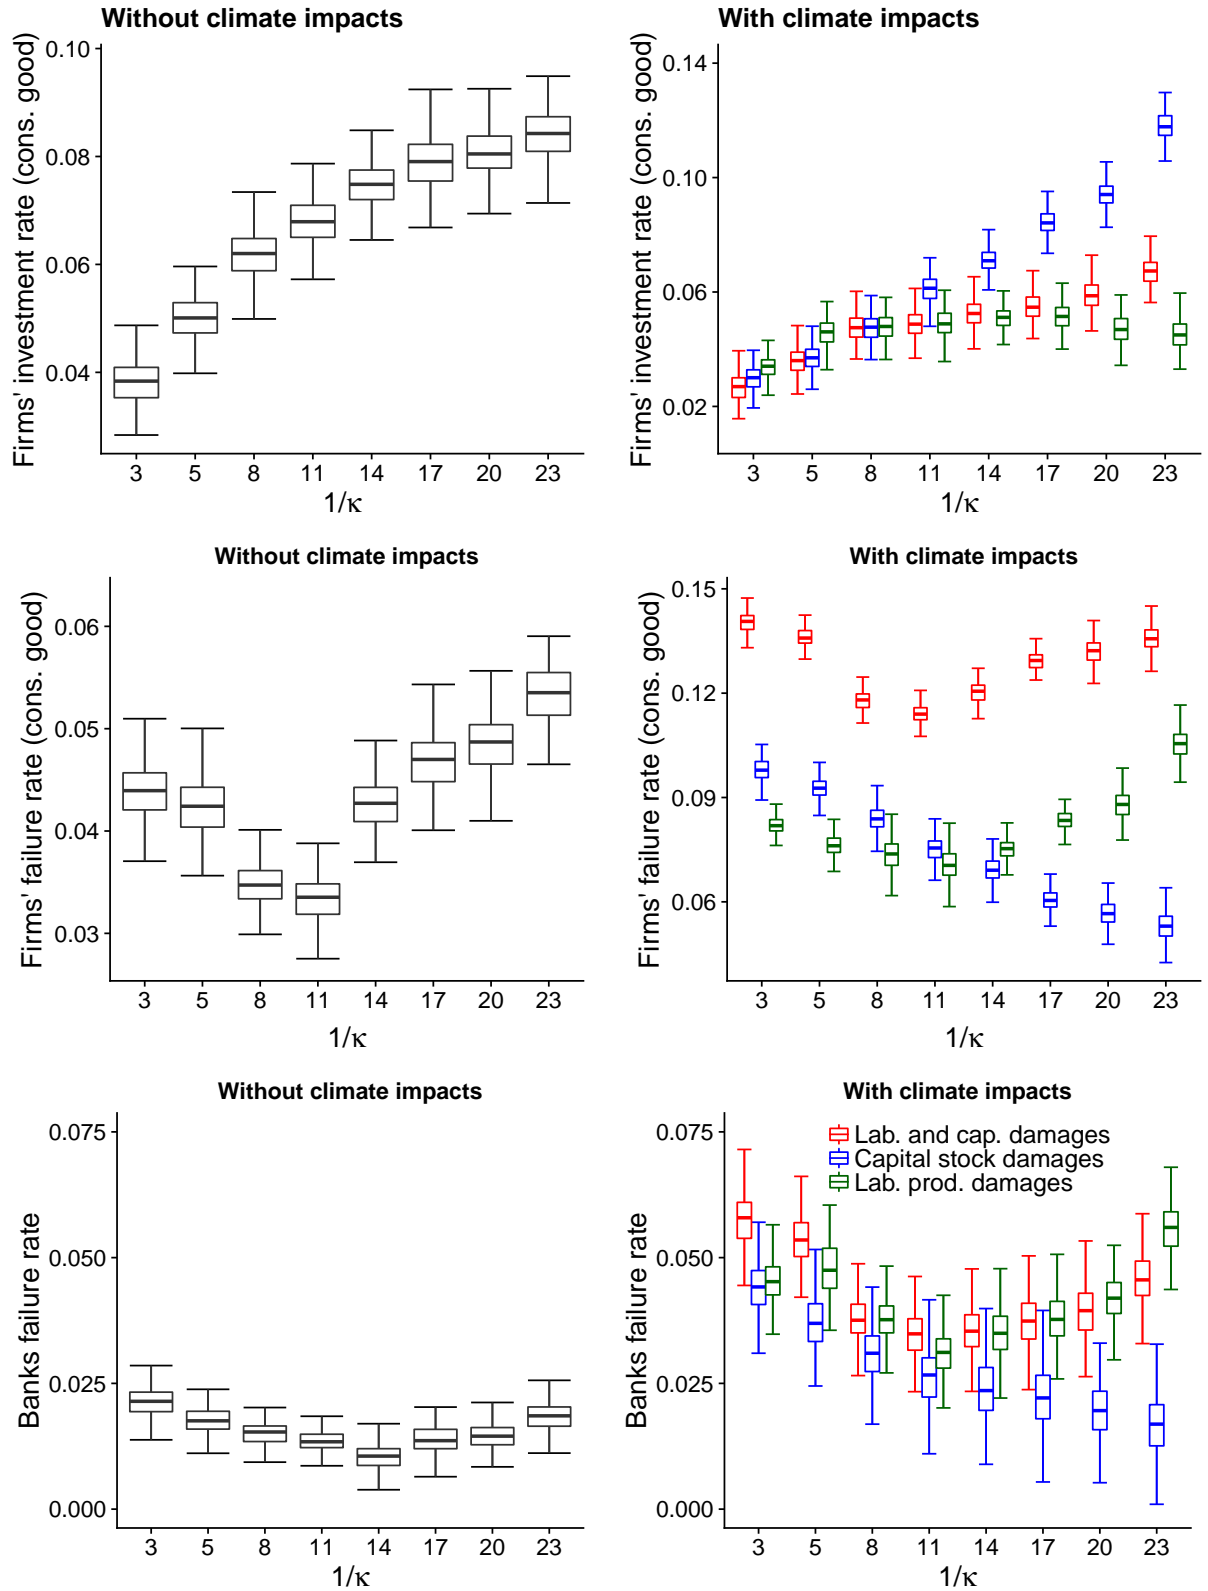 Without climate impacts
Firms' investment rate (cons. good)
0.10
0.08
0.06
0.04
3 5 8 11 14 17 20 23
1/κ
With climate impacts
Firms' investment rate (cons. good)
0.14
0.10
0.06
0.02
3 5 8 11 14 17 20 23
1/κ
Without climate impacts
Firms' failure rate (cons. good)
0.06
0.05
0.04
0.03
3 5 8 11 14 17 20 23
1/κ
With climate impacts
Firms' failure rate (cons. good)
0.15
0.12
0.09
0.06
3 5 8 11 14 17 20 23
1/κ
Without climate impacts
Banks failure rate
0.075
0.050
0.025
0.000
3 5 8 11 14 17 20 23
1/κ
With climate impacts
Lab. and cap. damages
Capital stock damages
Lab. prod. damages
Banks failure rate
0.075
0.050
0.025
0.000
3 5 8 11 14 17 20 23
1/κ